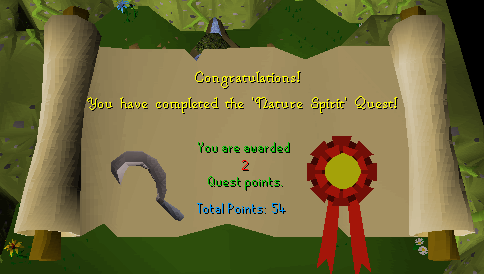 Congratulations!
You have completed the 'Nature Spirit' Quest!
You are awarded
2
Quest points.
Total Points: 54